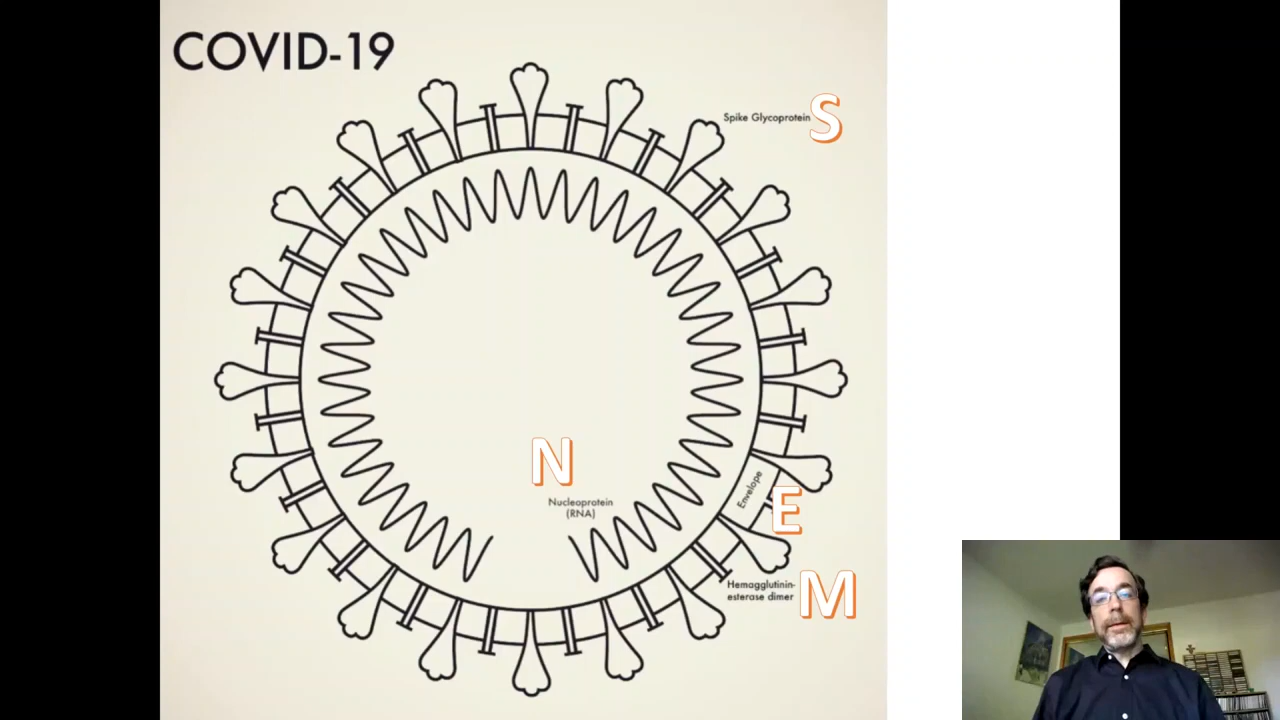 COVID-19
Spike Glycoprotein S
N
Nucleoprotein
(RNA)
Envelope
E
Hemagglutinin-
esterase dimer M